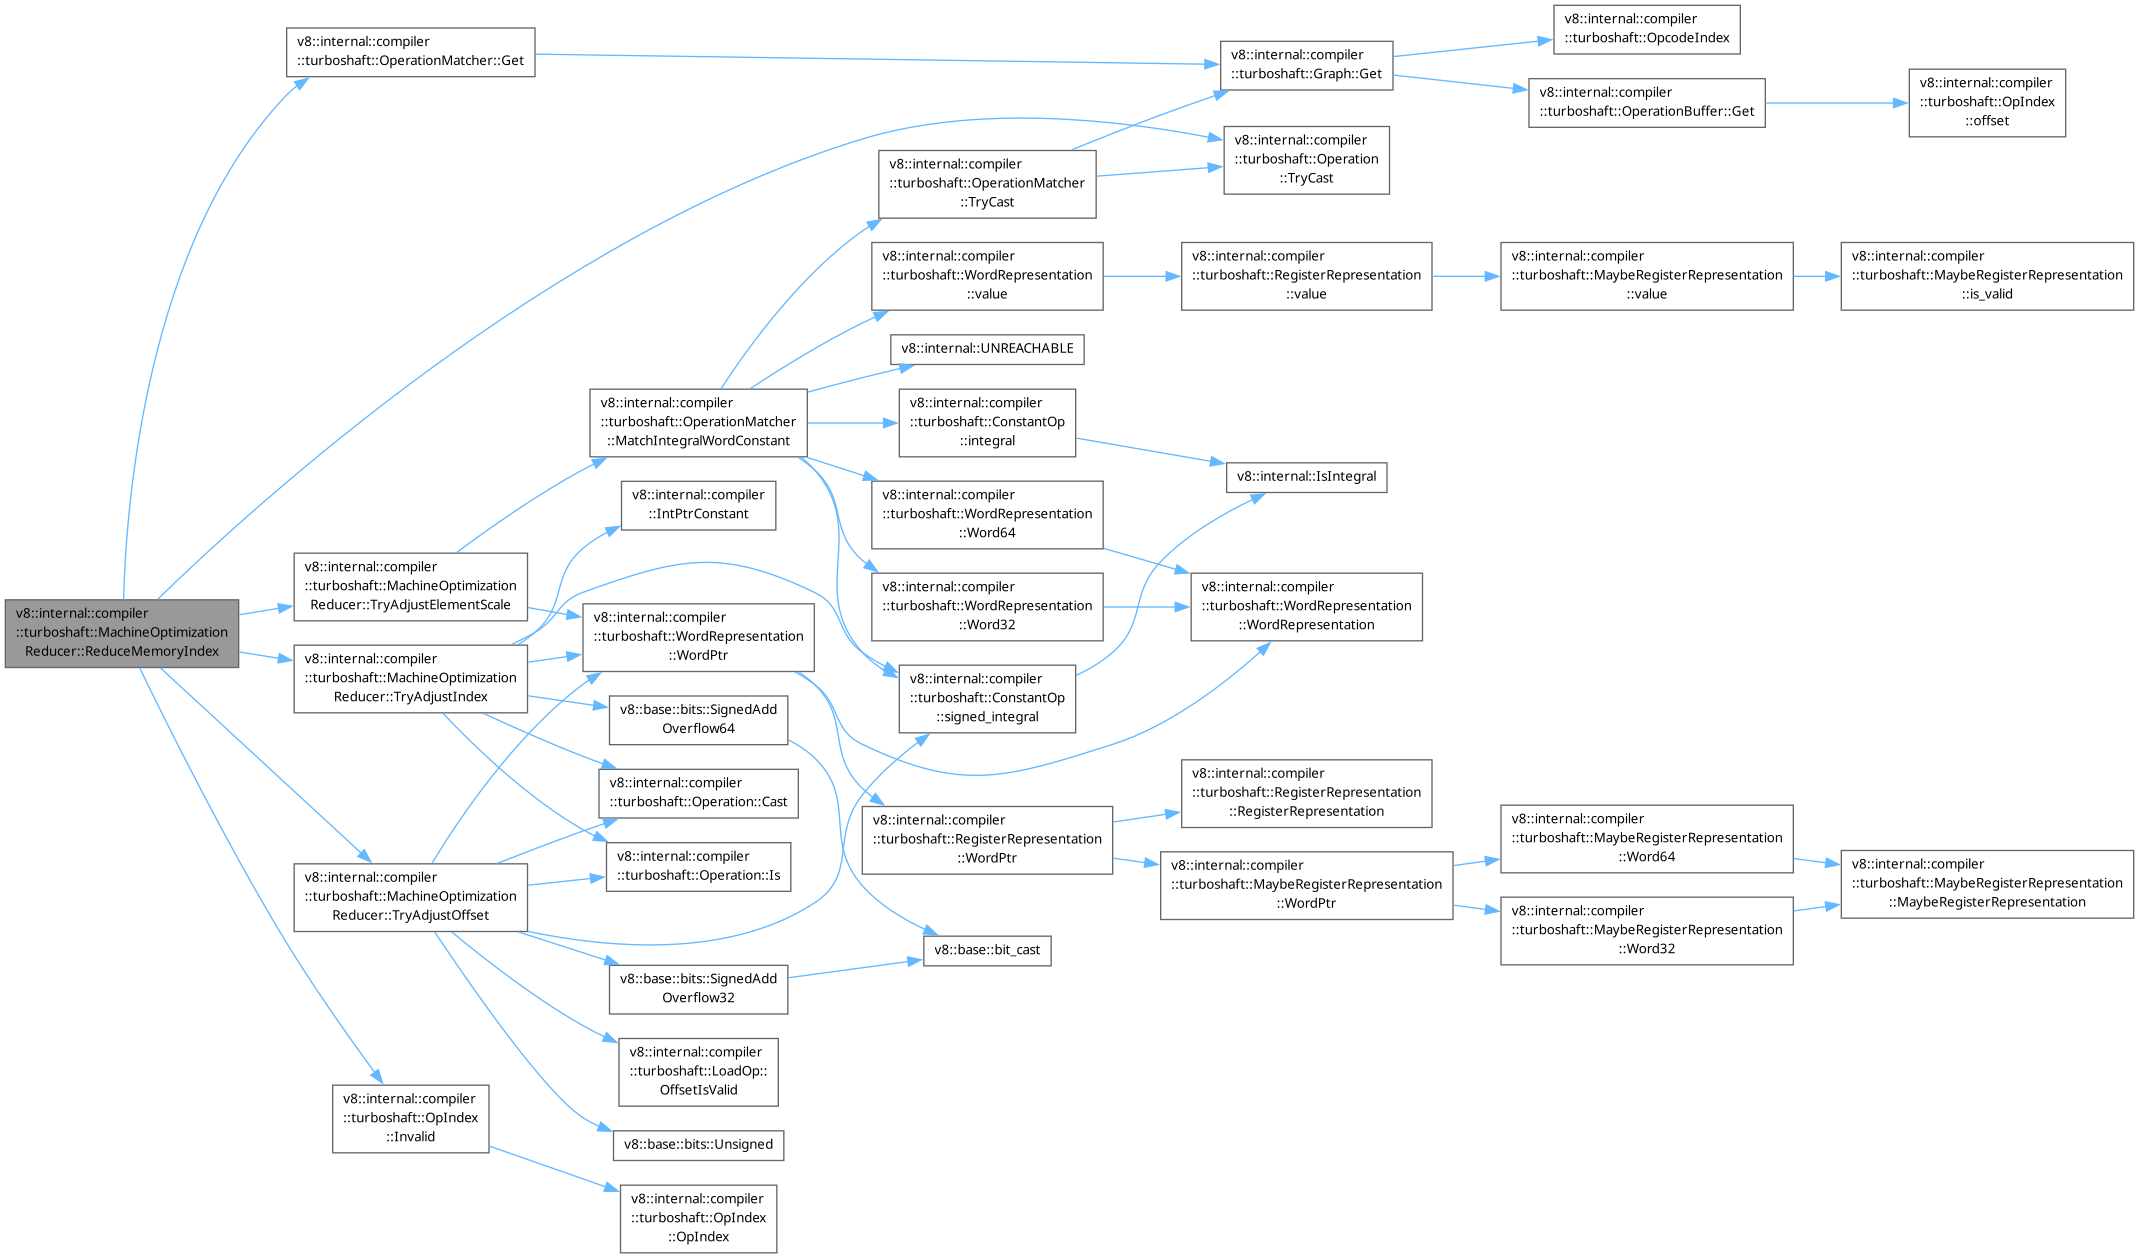 v8::internal::compiler
::turboshaft::MachineOptimization
Reducer::ReduceMemoryIndex
v8::internal::compiler
::turboshaft::OperationMatcher::Get
v8::internal::compiler
::turboshaft::MachineOptimization
Reducer::TryAdjustElementScale
v8::internal::compiler
::turboshaft::MachineOptimization
Reducer::TryAdjustIndex
v8::internal::compiler
::turboshaft::MachineOptimization
Reducer::TryAdjustOffset
v8::internal::compiler
::turboshaft::OpIndex
::Invalid
v8::internal::compiler
::turboshaft::OperationMatcher
::MatchIntegralWordConstant
v8::internal::compiler
::IntPtrConstant
v8::internal::compiler
::turboshaft::WordRepresentation
::WordPtr
v8::base::bits::SignedAdd
Overflow64
v8::internal::compiler
::turboshaft::Operation::Cast
v8::internal::compiler
::turboshaft::Operation::Is
v8::base::bits::SignedAdd
Overflow32
v8::internal::compiler
::turboshaft::LoadOp::
OffsetIsValid
v8::base::bits::Unsigned
v8::internal::compiler
::turboshaft::OpIndex
::OpIndex
v8::internal::compiler
::turboshaft::OperationMatcher
::TryCast
v8::internal::compiler
::turboshaft::WordRepresentation
::value
v8::internal::UNREACHABLE
v8::internal::compiler
::turboshaft::ConstantOp
::integral
v8::internal::compiler
::turboshaft::WordRepresentation
::Word64
v8::internal::compiler
::turboshaft::WordRepresentation
::Word32
v8::internal::compiler
::turboshaft::ConstantOp
::signed_integral
v8::internal::compiler
::turboshaft::RegisterRepresentation
::WordPtr
v8::base::bit_cast
v8::internal::compiler
::turboshaft::Graph::Get
v8::internal::compiler
::turboshaft::Operation
::TryCast
v8::internal::compiler
::turboshaft::RegisterRepresentation
::value
v8::internal::IsIntegral
v8::internal::compiler
::turboshaft::WordRepresentation
::WordRepresentation
v8::internal::compiler
::turboshaft::RegisterRepresentation
::RegisterRepresentation
v8::internal::compiler
::turboshaft::MaybeRegisterRepresentation
::WordPtr
v8::internal::compiler
::turboshaft::OpcodeIndex
v8::internal::compiler
::turboshaft::OperationBuffer::Get
v8::internal::compiler
::turboshaft::MaybeRegisterRepresentation
::value
v8::internal::compiler
::turboshaft::MaybeRegisterRepresentation
::Word64
v8::internal::compiler
::turboshaft::MaybeRegisterRepresentation
::Word32
v8::internal::compiler
::turboshaft::OpIndex
::offset
v8::internal::compiler
::turboshaft::MaybeRegisterRepresentation
::is_valid
v8::internal::compiler
::turboshaft::MaybeRegisterRepresentation
::MaybeRegisterRepresentation